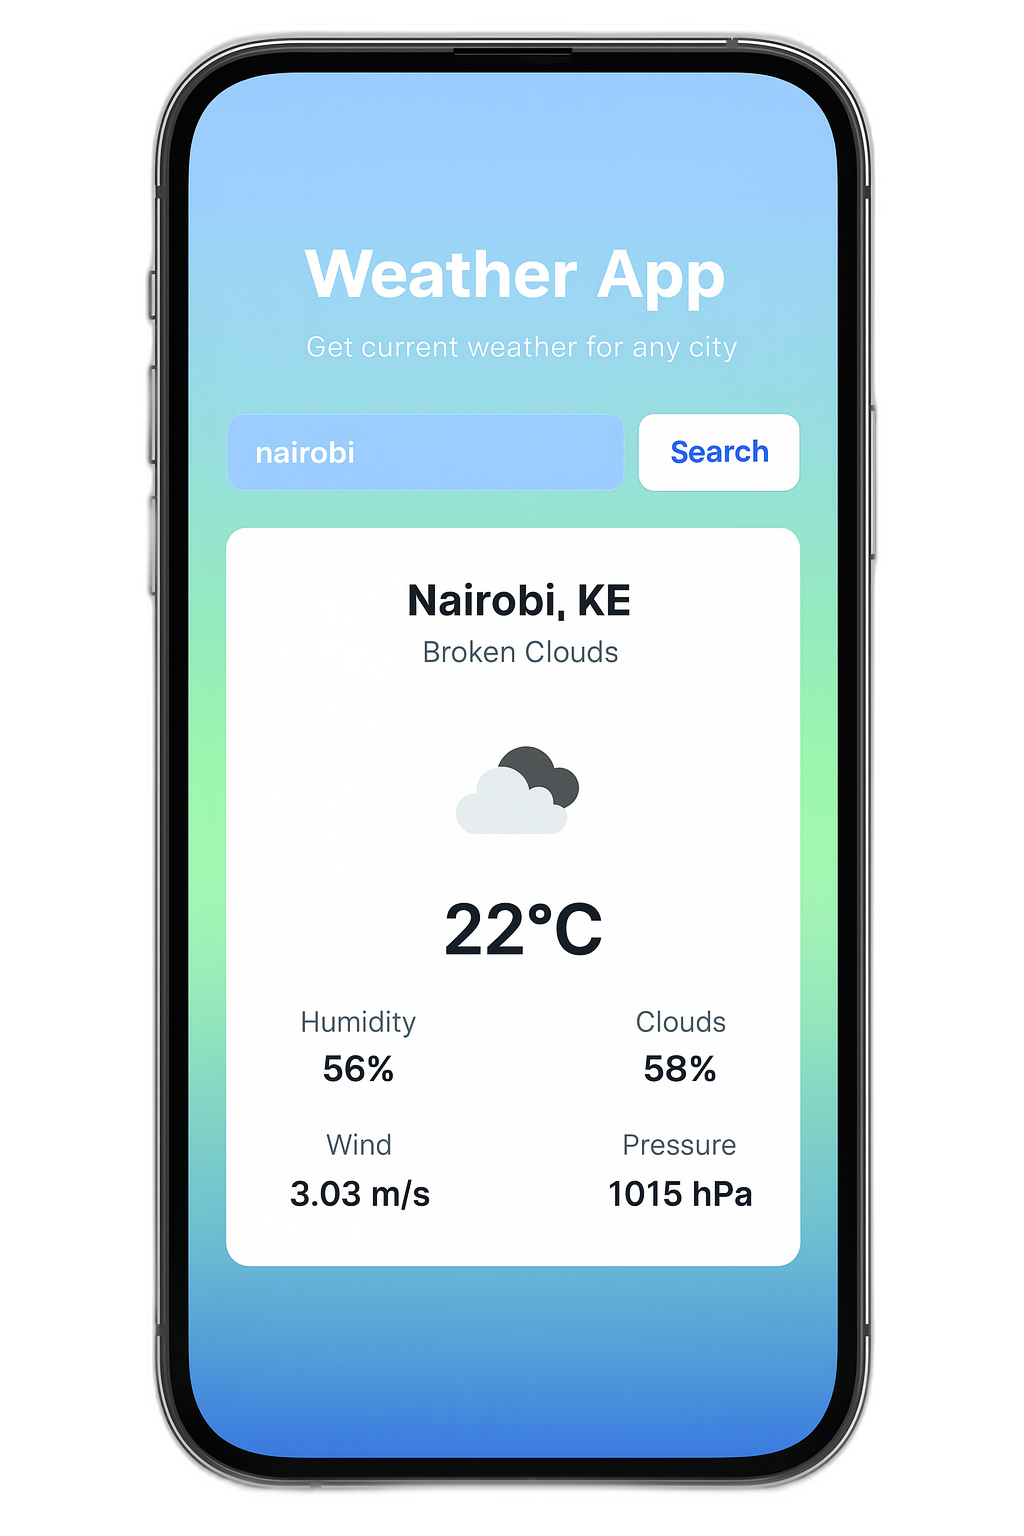 Weather App
Get current weather for any city
nairobi
Search
Nairobi, KE
Broken Clouds
22°C
Humidity
Clouds
56%
58%
Wind
Pressure
3.03 m/s
1015 hPa